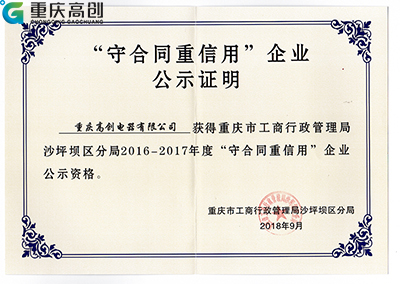 重庆高创
CHONG QING GAOCHUANG
“守合同重信用”企业
公示证明
重庆高创电器有限公司 获得重庆市工商行政管理局
沙坪坝区分局2016-2017年度“守合同重信用”企业
公示资格。
重庆市工商行政管理局沙坪坝区分局
2018年9月